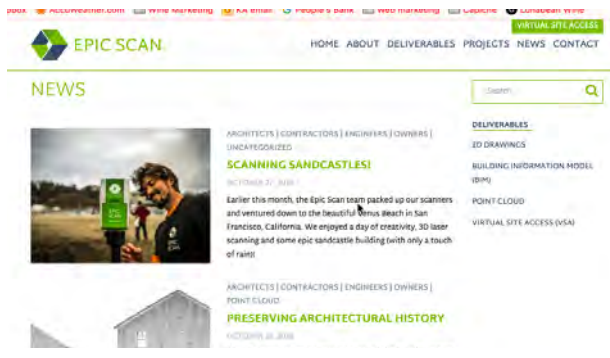 AccuWeather.com Wine Marketing KA email People's Bank Web marketing Capiche Lunabean Wine
VIRTUAL SITE ACCESS
EPIC SCAN
HOME ABOUT DELIVERABLES PROJECTS NEWS CONTACT
NEWS
Search
ARCHITECTS | CONTRACTORS | ENGINEERS | OWNERS |
UNCATEGORIZED
SCANNING SANDCASTLES!
Earlier this month, the Epic Scan team packed up our scanners
and ventured down to the beautiful Venus Beach in San
Francisco, California. We enjoyed a day of creativity, 3D laser
scanning and some epic sandcastle building (with only a touch
of rain)!
ARCHITECTS | CONTRACTORS | ENGINEERS | OWNERS |
POINT CLOUD
PRESERVING ARCHITECTURAL HISTORY
DELIVERABLES
2D DRAWINGS
BUILDING INFORMATION MODEL
(BIM)
POINT CLOUD
VIRTUAL SITE ACCESS (VSA)
EPIC
SCAN